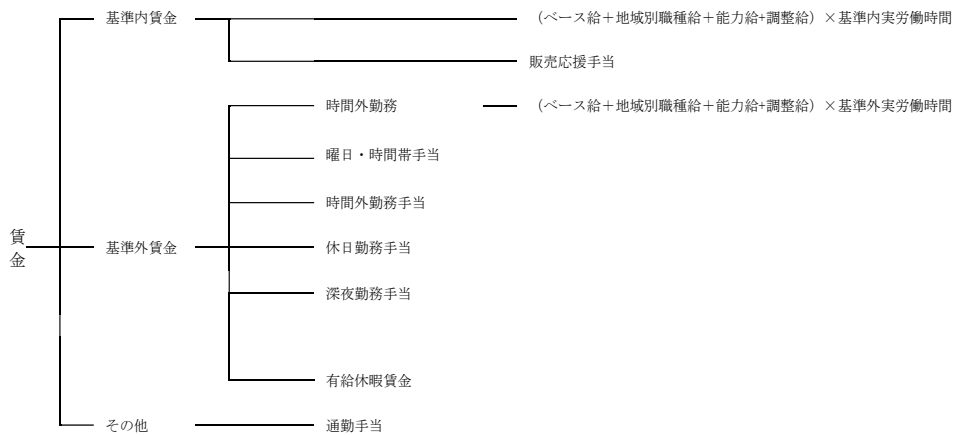 基準内賃金 （ベース給＋地域別職種給＋能力給+調整給）×基準内実労働時間
販売応援手当
時間外勤務 （ベース給＋地域別職種給＋能力給+調整給）×基準外実労働時間
曜日・時間帯手当
時間外勤務手当
賃金 基準外賃金 休日勤務手当
深夜勤務手当
有給休暇賃金
その他 通勤手当